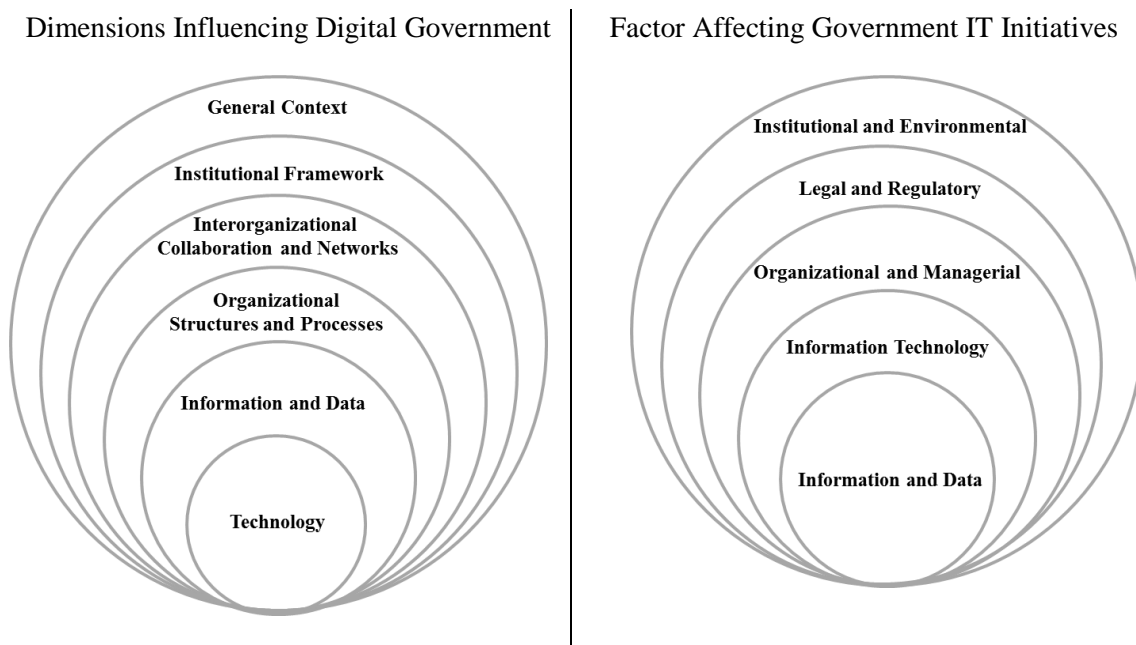 Dimensions Influencing Digital Government
General Context
Institutional Framework
Interorganizational
Collaboration and Networks
Organizational
Structures and Processes
Information and Data
Technology
Factor Affecting Government IT Initiatives
Institutional and Environmental
Legal and Regulatory
Organizational and Managerial
Information Technology
Information and Data